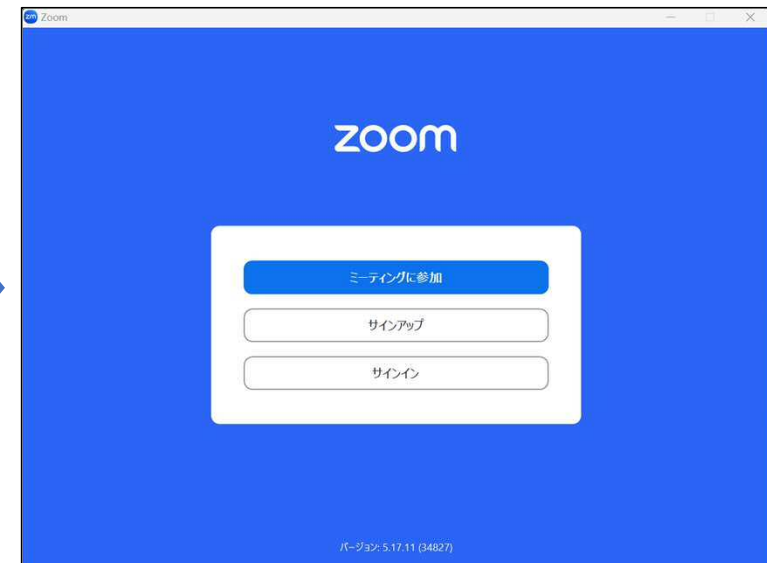 zm Zoom
zoom
ミーティングに参加
サインアップ
サインイン
バージョン: 5.17.11 (34827)